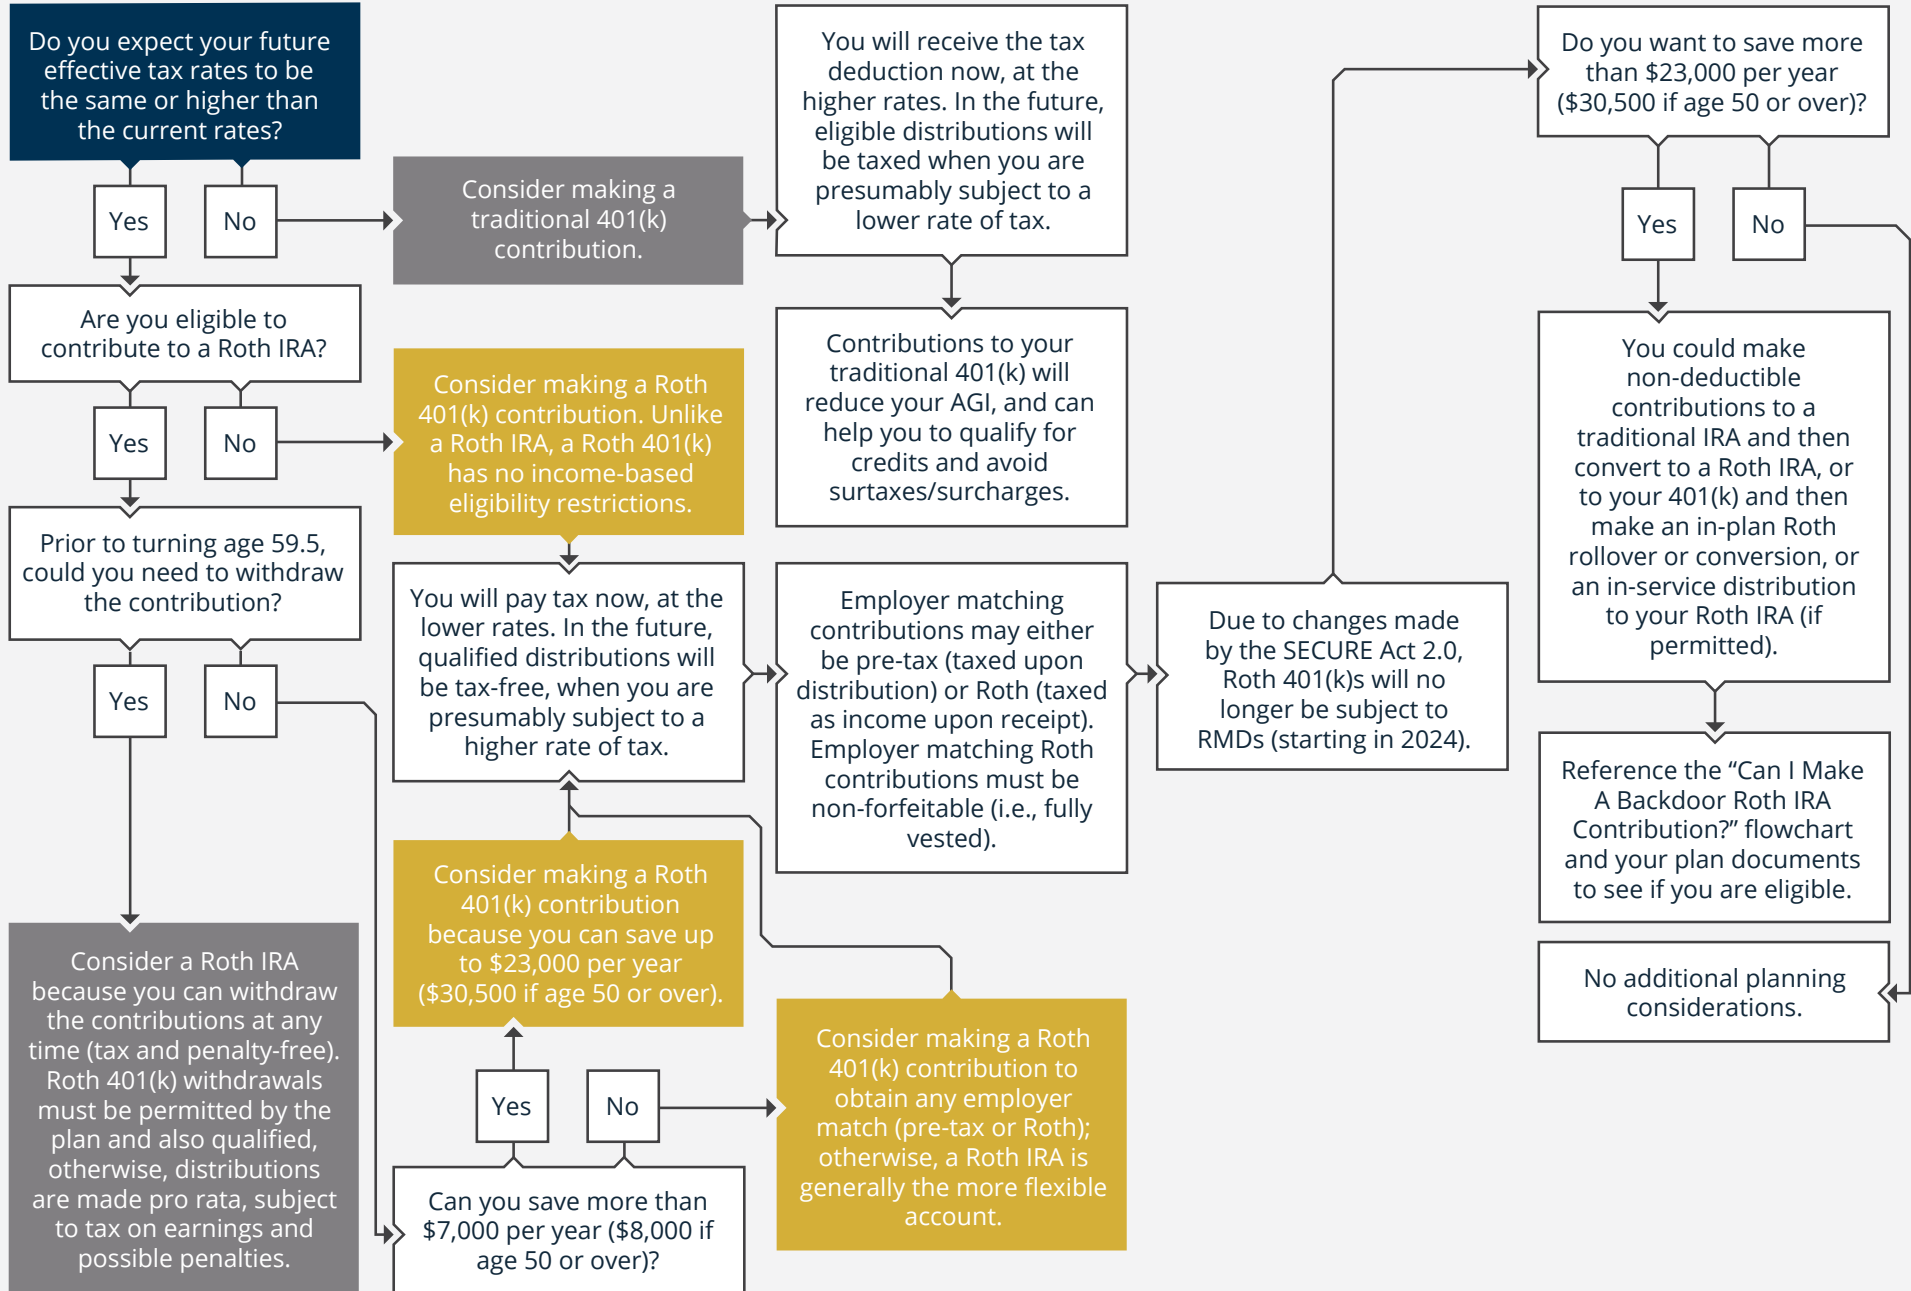 Do you expect your future
effective tax rates to be
the same or higher than
the current rates?
Yes
No
Are you eligible to
contribute to a Roth IRA?
Yes
No
Prior to turning age 59.5,
could you need to withdraw
the contribution?
Yes
No
Consider a Roth IRA
because you can withdraw
the contributions at any
time (tax and penalty-free).
Roth 401(k) withdrawals
must be permitted by the
plan and also qualified,
otherwise, distributions
are made pro rata, subject
to tax on earnings and
possible penalties.
Consider making a
traditional 401(k)
contribution.
Consider making a Roth
401(k) contribution. Unlike
a Roth IRA, a Roth 401(k)
has no income-based
eligibility restrictions.
You will pay tax now, at the
lower rates. In the future,
qualified distributions will
be tax-free, when you are
presumably subject to a
higher rate of tax.
Consider making a Roth
401(k) contribution
because you can save up
to $23,000 per year
($30,500 if age 50 or over).
Yes
No
Can you save more than
$7,000 per year ($8,000 if
age 50 or over)?
You will receive the tax
deduction now, at the
higher rates. In the future,
eligible distributions will
be taxed when you are
presumably subject to a
lower rate of tax.
Contributions to your
traditional 401(k) will
reduce your AGI, and can
help you to qualify for
credits and avoid
surtaxes/surcharges.
Employer matching
contributions may either
be pre-tax (taxed upon
distribution) or Roth (taxed
as income upon receipt).
Employer matching Roth
contributions must be
non-forfeitable (i.e., fully
vested).
Consider making a Roth
401(k) contribution to
obtain any employer
match (pre-tax or Roth);
otherwise, a Roth IRA is
generally the more flexible
account.
Due to changes made
by the SECURE Act 2.0,
Roth 401(k)s will no
longer be subject to
RMDs (starting in 2024).
Do you want to save more
than $23,000 per year
($30,500 if age 50 or over)?
Yes
No
You could make
non-deductible
contributions to a
traditional IRA and then
convert to a Roth IRA, or
to your 401(k) and then
make an in-plan Roth
rollover or conversion, or
an in-service distribution
to your Roth IRA (if
permitted).
Reference the “Can I Make
A Backdoor Roth IRA
Contribution?” flowchart
and your plan documents
to see if you are eligible.
No additional planning
considerations.